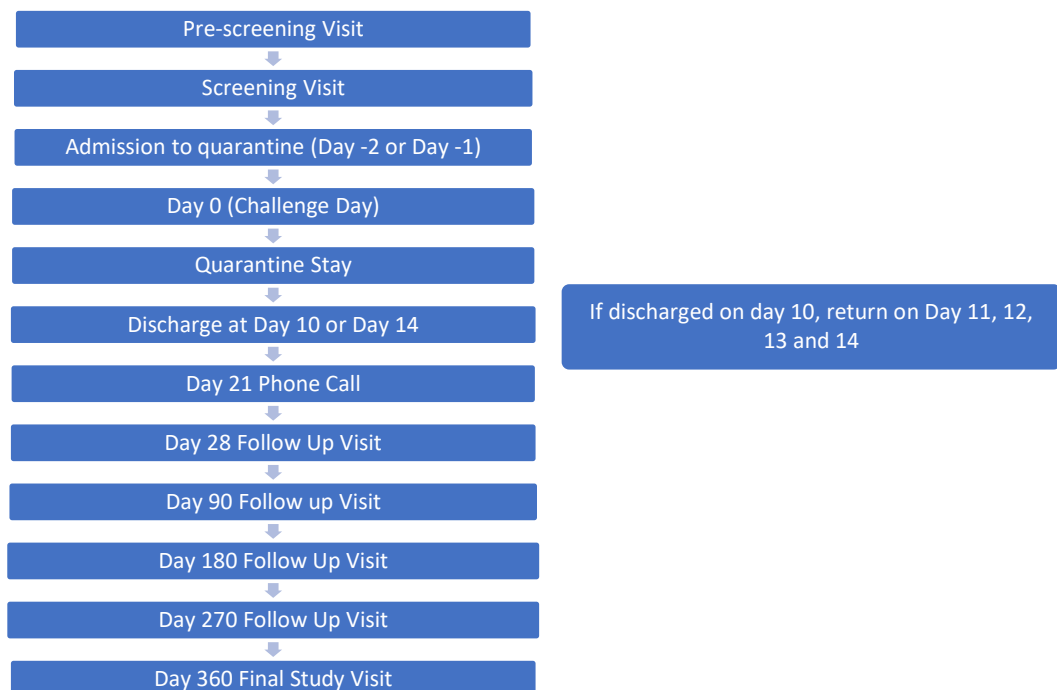 Pre-screening Visit
Screening Visit
Admission to quarantine (Day -2 or Day -1)
Day 0 (Challenge Day)
Quarantine Stay
Discharge at Day 10 or Day 14
If discharged on day 10, return on Day 11, 12,
13 and 14
Day 21 Phone Call
Day 28 Follow Up Visit
Day 90 Follow up Visit
Day 180 Follow Up Visit
Day 270 Follow Up Visit
Day 360 Final Study Visit